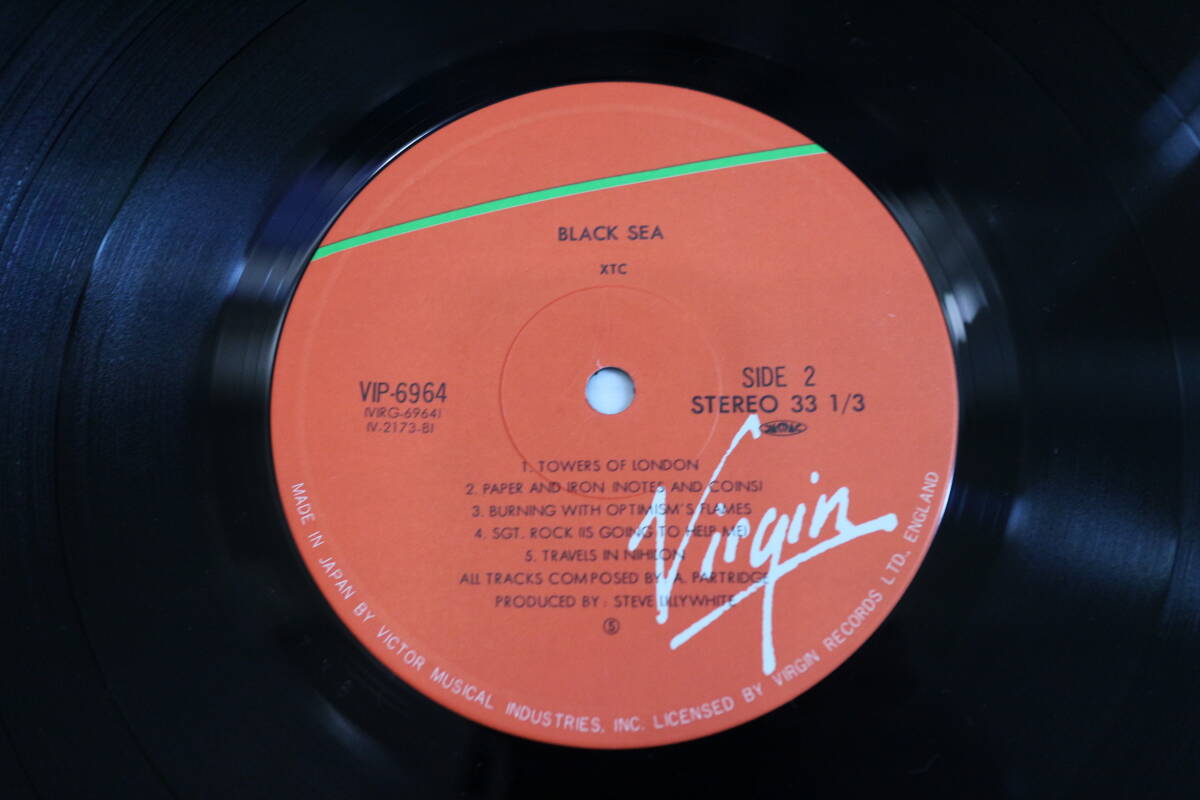 BLACK SEA
XTC
VIP-6964
(VIRG-6964)
(V-2173-B)
SIDE 2
STEREO 33 1/3
1. TOWERS OF LONDON
2. PAPER AND IRON (NOTES AND COINS)
3. BURNING WITH OPTIMISM'S FLAMES
4. SGT. ROCK (IS GOING TO HELP ME)
5. TRAVELS IN NIHILON
ALL TRACKS COMPOSED BY A. PARTRIDGE
PRODUCED BY : STEVE LILLYWHITE
⑤
Virgin
MADE IN JAPAN BY VICTOR MUSICAL INDUSTRIES, INC. LICENSED BY VIRGIN RECORDS LTD., ENGLAND